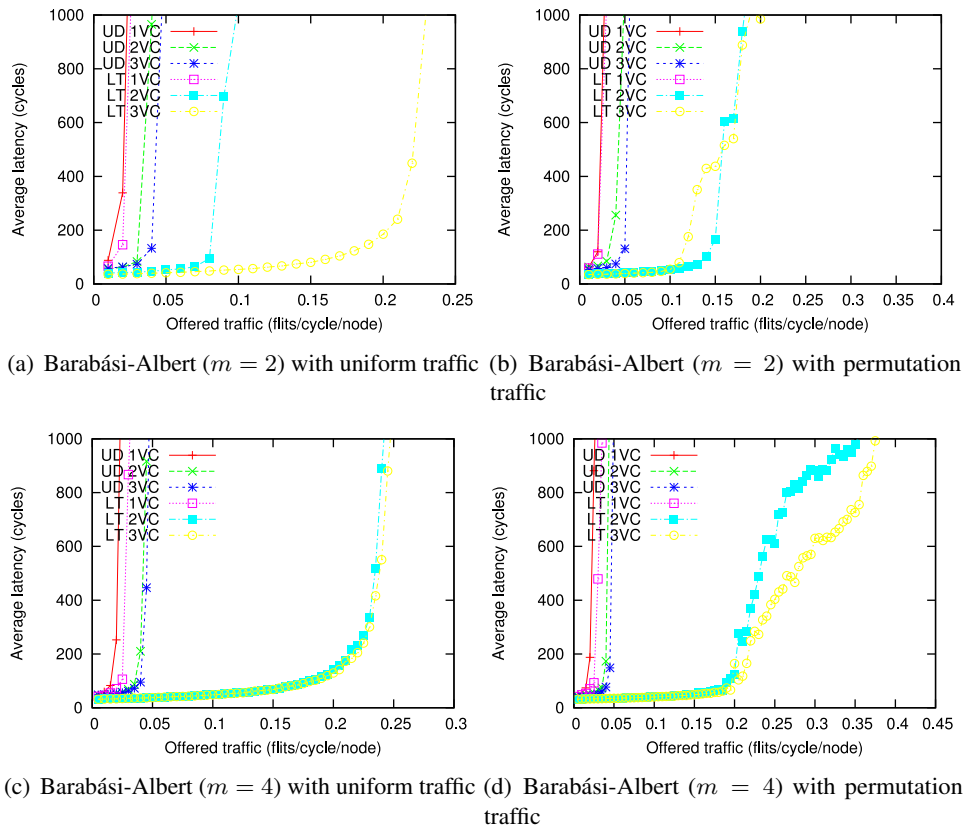 1000
800
600
400
200
0
Average latency (cycles)
UD 1VC
UD 2VC
UD 3VC
LT 1VC
LT 2VC
LT 3VC
0 0.05 0.1 0.15 0.2 0.25
Offered traffic (flits/cycle/node)
1000
800
600
400
200
0
Average latency (cycles)
UD 1VC
UD 2VC
UD 3VC
LT 1VC
LT 2VC
LT 3VC
0 0.05 0.1 0.15 0.2 0.25 0.3 0.35 0.4
Offered traffic (flits/cycle/node)
(a) Barabási-Albert (m = 2) with uniform traffic
(b) Barabási-Albert (m = 2) with permutation
traffic
1000
800
600
400
200
0
Average latency (cycles)
UD 1VC
UD 2VC
UD 3VC
LT 1VC
LT 2VC
LT 3VC
0 0.05 0.1 0.15 0.2 0.25 0.3
Offered traffic (flits/cycle/node)
1000
800
600
400
200
0
Average latency (cycles)
UD 1VC
UD 2VC
UD 3VC
LT 1VC
LT 2VC
LT 3VC
0 0.05 0.1 0.15 0.2 0.25 0.3 0.35 0.4 0.45
Offered traffic (flits/cycle/node)
(c) Barabási-Albert (m = 4) with uniform traffic
(d) Barabási-Albert (m = 4) with permutation
traffic